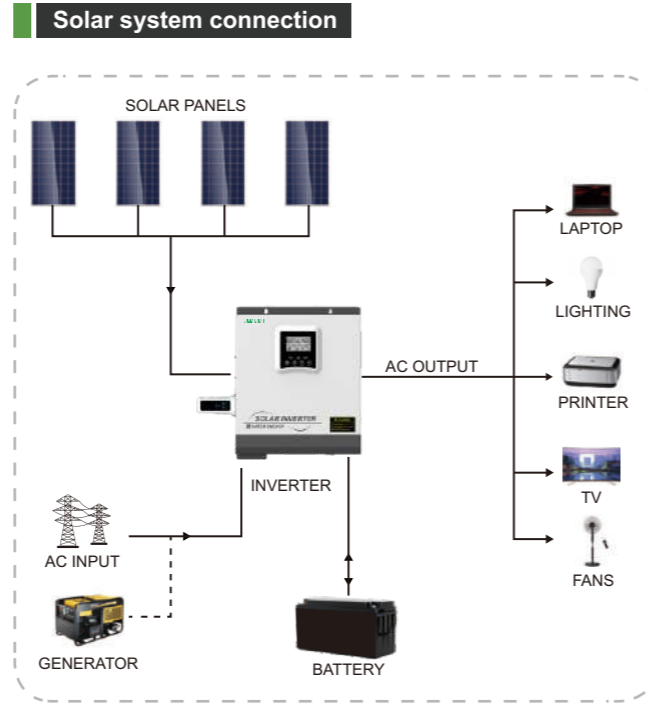 Solar system connection
SOLAR PANELS
LAPTOP
LIGHTING
AC OUTPUT
PRINTER
SOLAR INVERTER
INVERTER
TV
AC INPUT
FANS
GENERATOR
BATTERY